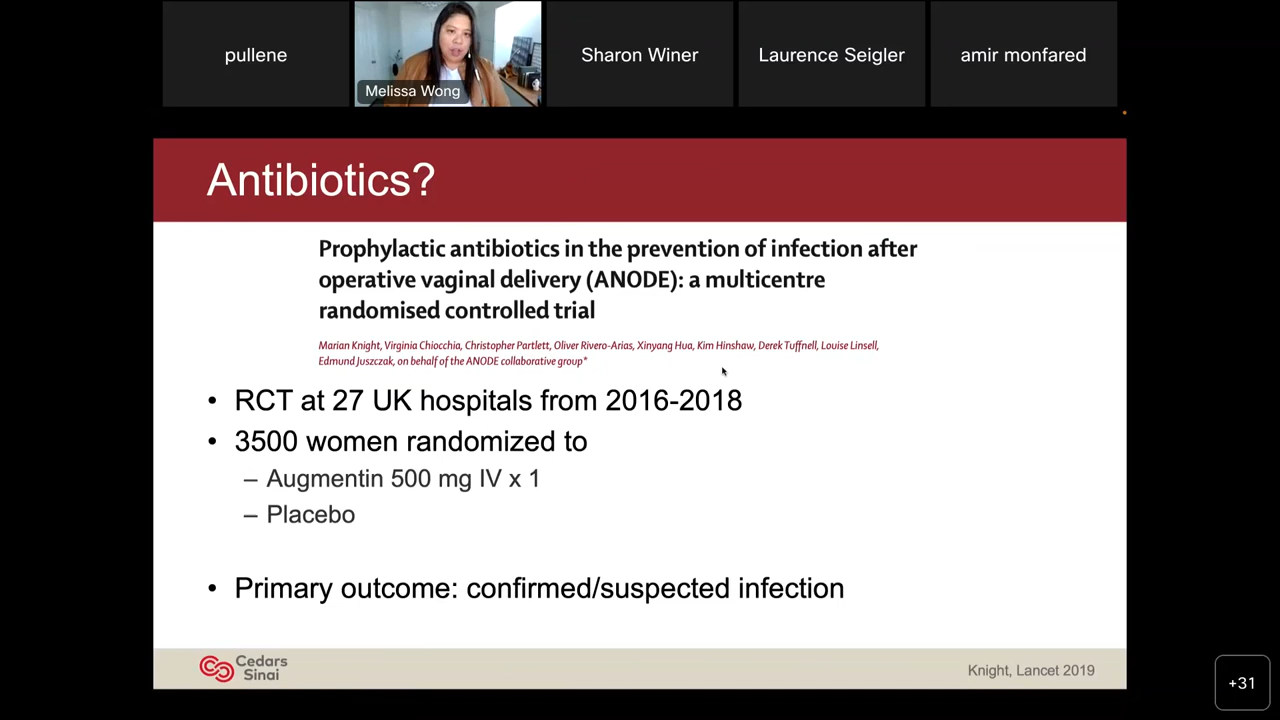 pullene
Melissa Wong
Sharon Winer
Laurence Seigler
amir monfared
Antibiotics?
Prophylactic antibiotics in the prevention of infection after
operative vaginal delivery (ANODE): a multicentre
randomised controlled trial
Marian Knight, Virginia Chiocchia, Christopher Partlett, Oliver Rivero-Arias, Xinyang Hua, Kim Hinshaw, Derek Tuffnell, Louise Linsell,
Edmund Juszczak, on behalf of the ANODE collaborative group*
• RCT at 27 UK hospitals from 2016-2018
• 3500 women randomized to
– Augmentin 500 mg IV x 1
– Placebo
• Primary outcome: confirmed/suspected infection
Cedars
Sinai
Knight, Lancet 2019
+31